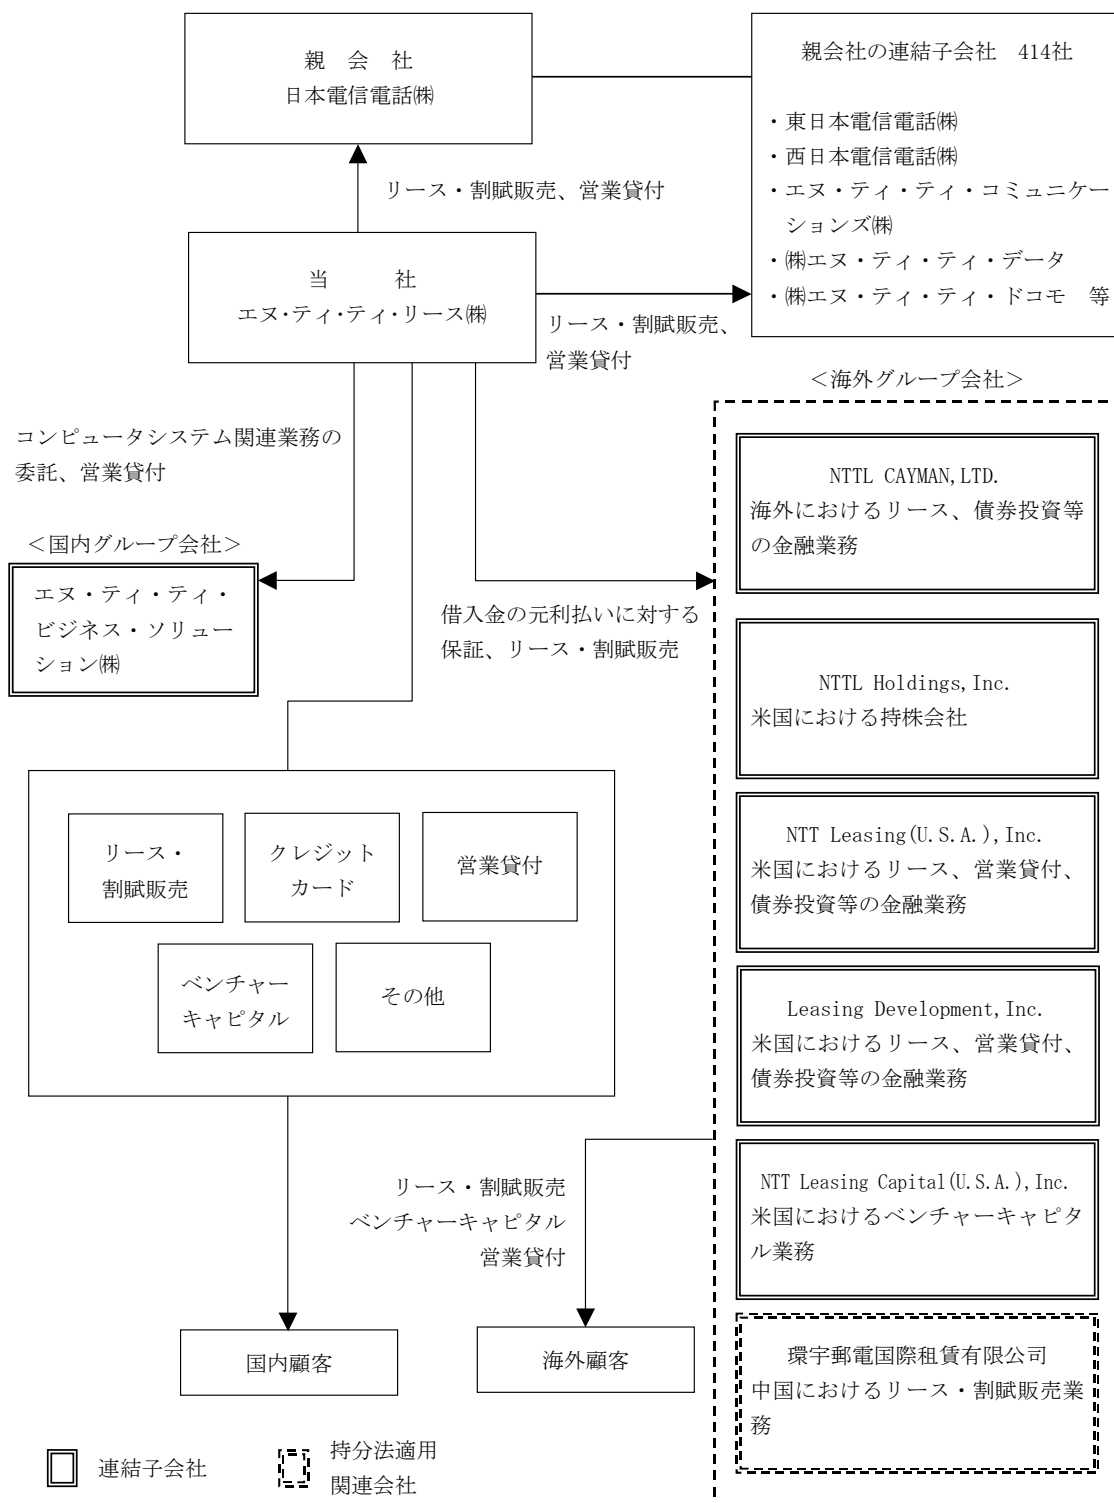 親　会　社
日本電信電話㈱
親会社の連結子会社　414社
・東日本電信電話㈱
・西日本電信電話㈱
・エヌ・ティ・ティ・コミュニケー
ションズ㈱
・㈱エヌ・ティ・ティ・データ
・㈱エヌ・ティ・ティ・ドコモ　等
リース・割賦販売、営業貸付
当　　　社
エヌ・ティ・ティ・リース㈱
リース・割賦販売、
営業貸付
＜海外グループ会社＞
コンピュータシステム関連業務の
委託、営業貸付
＜国内グループ会社＞
エヌ・ティ・ティ・
ビジネス・ソリュー
ション㈱
借入金の元利払いに対する
保証、リース・割賦販売
NTTL CAYMAN,LTD.
海外におけるリース、債券投資等
の金融業務
NTTL Holdings,Inc.
米国における持株会社
NTT Leasing(U.S.A.),Inc.
米国におけるリース、営業貸付、
債券投資等の金融業務
Leasing Development,Inc.
米国におけるリース、営業貸付、
債券投資等の金融業務
NTT Leasing Capital(U.S.A.),Inc.
米国におけるベンチャーキャピタ
ル業務
環宇郵電国際租賃有限公司
中国におけるリース・割賦販売業
務
リース・
割賦販売
クレジット
カード
営業貸付
ベンチャー
キャピタル
その他
リース・割賦販売
ベンチャーキャピタル
営業貸付
国内顧客
海外顧客
連結子会社
持分法適用
関連会社